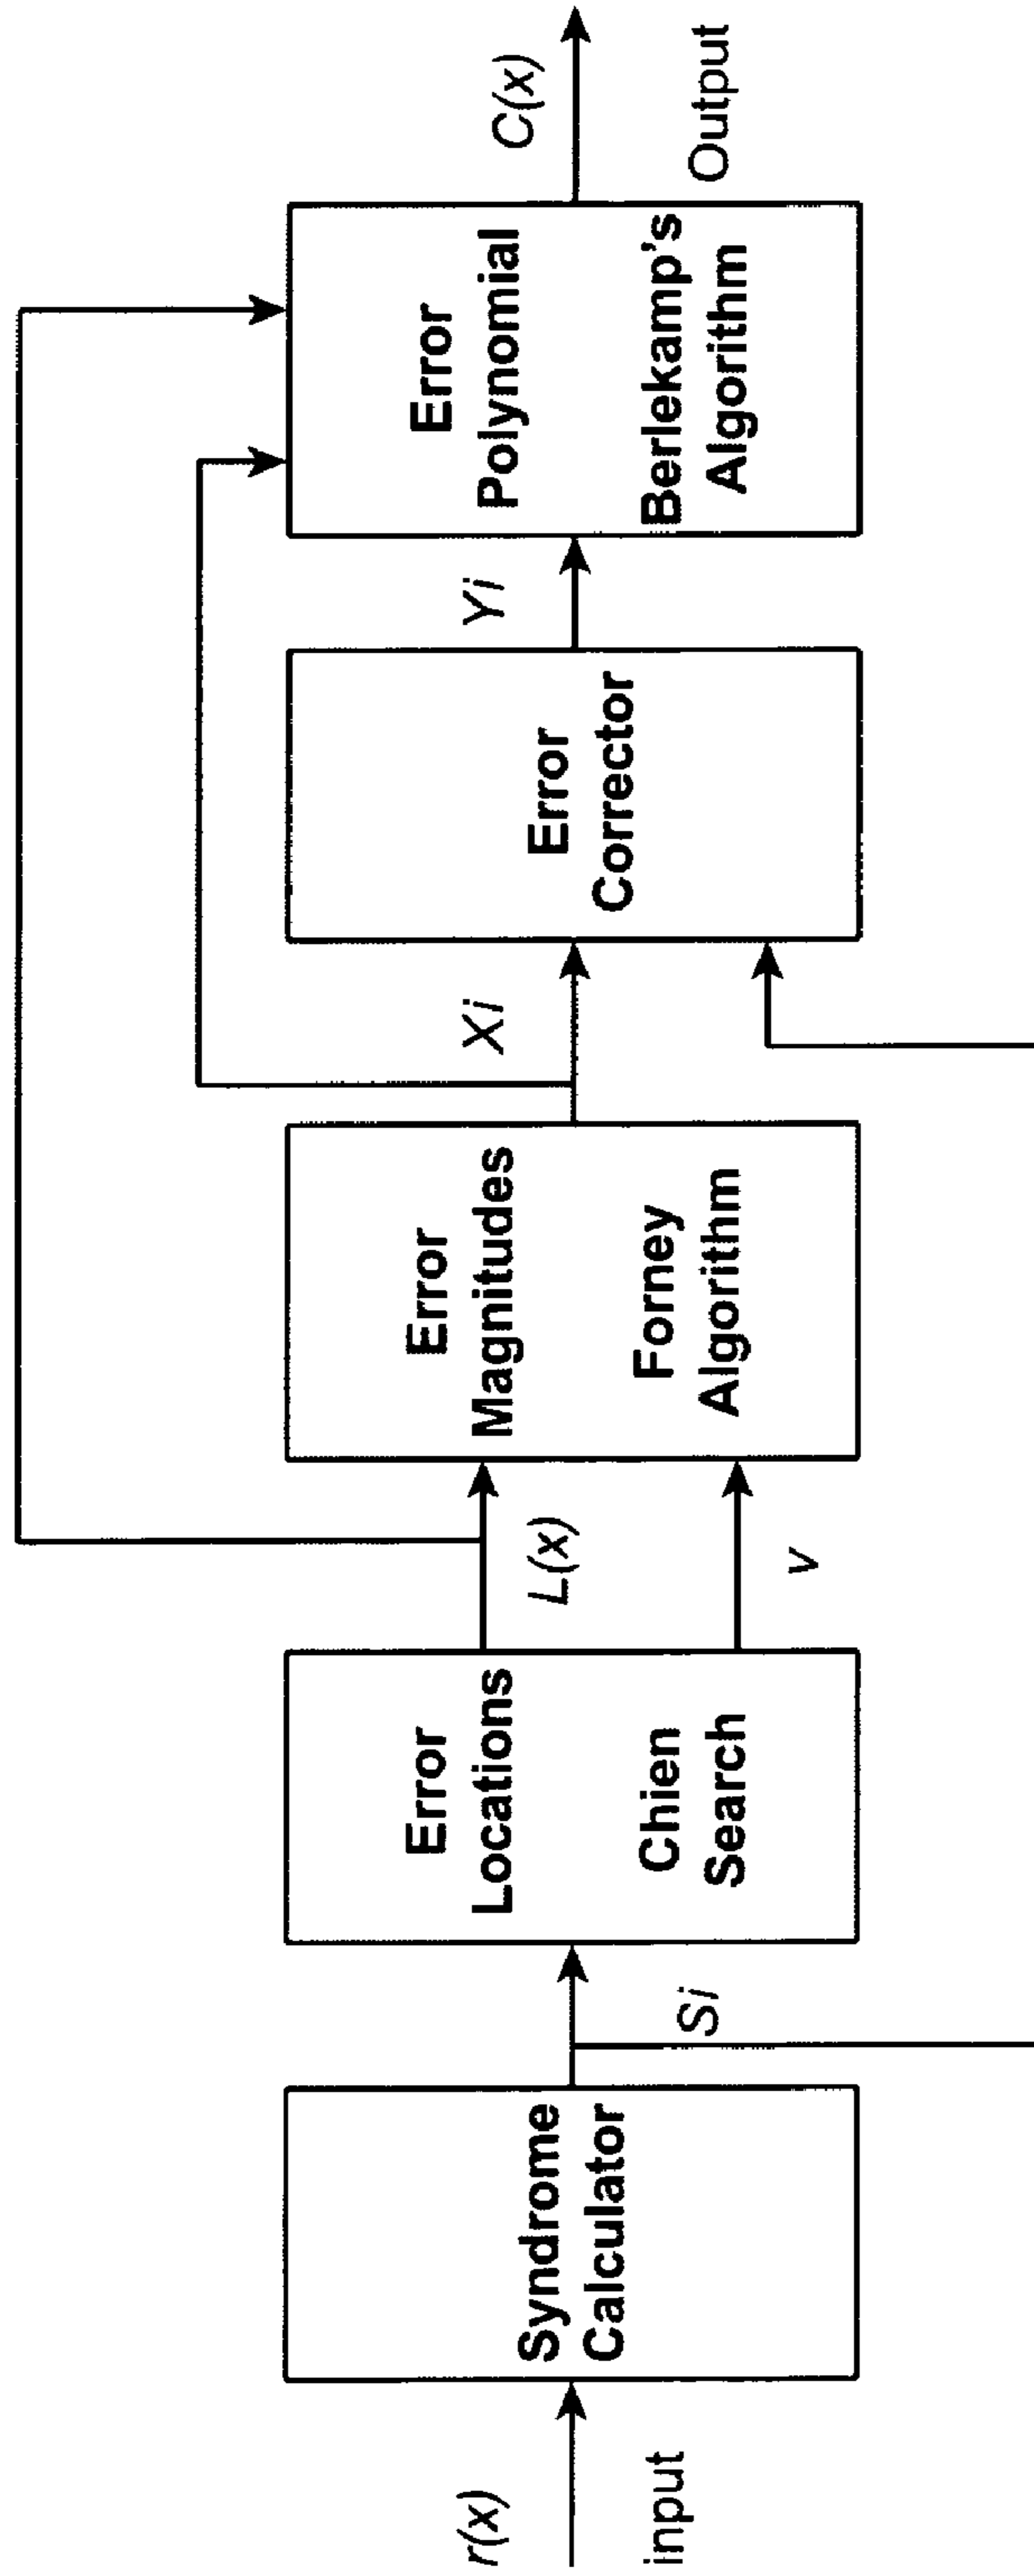 r(x)
input
Syndrome
Calculator
Si
Error
Locations
Chien
Search
L(x)
v
Error
Magnitudes
Forney
Algorithm
Xi
Error
Corrector
Yi
Error
Polynomial
Berlekamp's
Algorithm
C(x)
Output